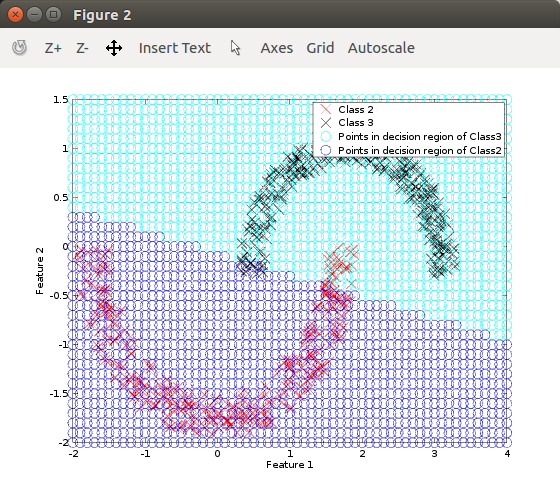 Figure 2
Z+ Z- Insert Text Axes Grid Autoscale
1.5
1
0.5
0
-0.5
-1
-1.5
-2
Feature 2
Class 2
Class 3
Points in decision region of Class3
Points in decision region of Class2
-2 -1 0 1 2 3 4
Feature 1